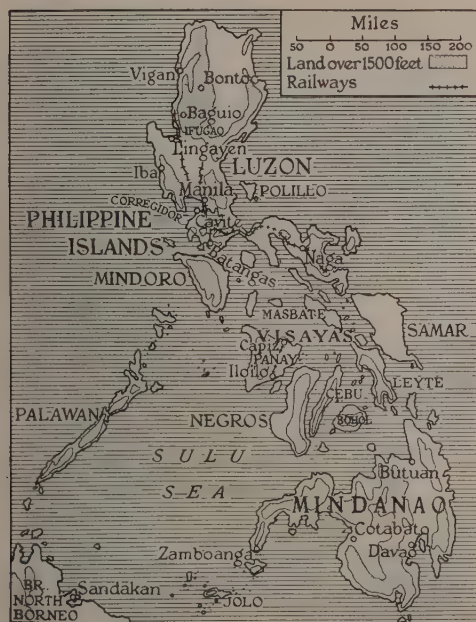 Miles
50 0 50 100 150 200
Land over 1500 feet
Railways
Vigan
Bontoc
Baguio
IFUGAO
Lingayen
LUZON
Iba
Manila
POLILLO
CORREGIDOR
Cavite
PHILIPPINE
ISLANDS
Batangas
Naga
MINDORO
MASBATE
VISAYAS
SAMAR
Capiz
PANAY
Iloilo
CEBU
LEYTE
PALAWAN
NEGROS
BOHOL
SULU
SEA
Butuan
MINDANAO
Cotabato
Davao
Zamboanga
BR.
NORTH
BORNEO
Sandákan
JOLO